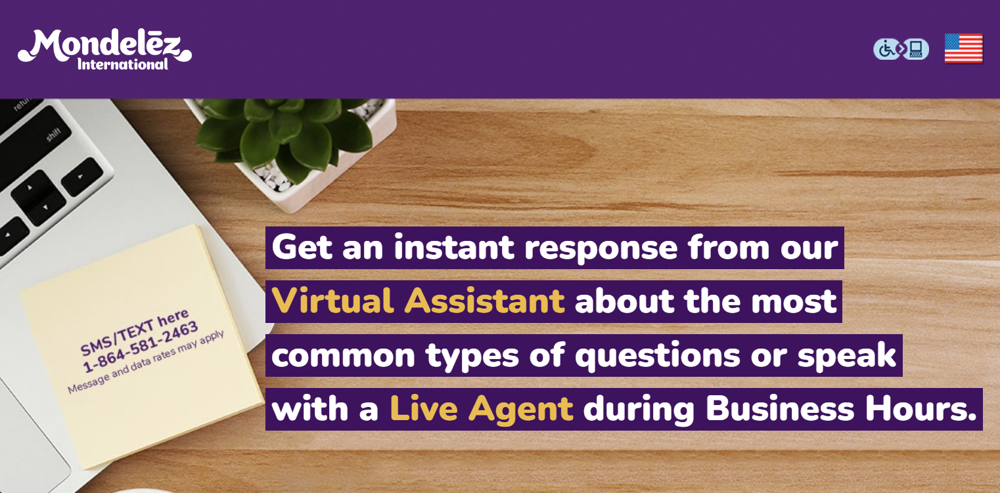 Mondelēz
International
retur
shift
SMS/TEXT here
1-864-581-2463
Message and data rates may apply
Get an instant response from our
Virtual Assistant about the most
common types of questions or speak
with a Live Agent during Business Hours.